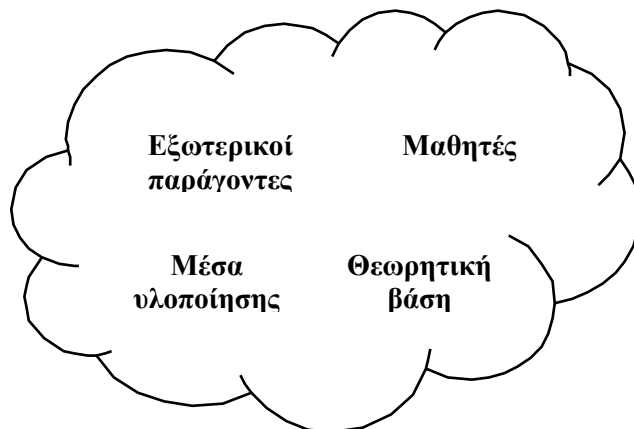 Εξωτερικοί
παράγοντες
Μαθητές
Μέσα
υλοποίησης
Θεωρητική
βάση